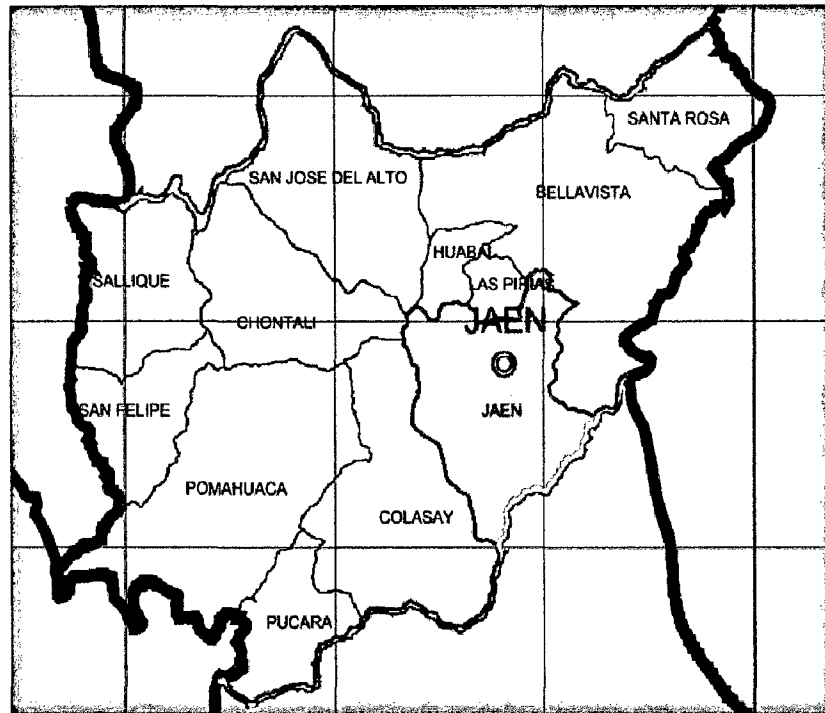 SANTA ROSA
SAN JOSE DEL ALTO
BELLAVISTA
HUABAL
SALLIQUE
LAS PIRIAS
CHONTALI
JAEN
SAN FELIPE
JAEN
POMAHUACA
COLASAY
PUCARA